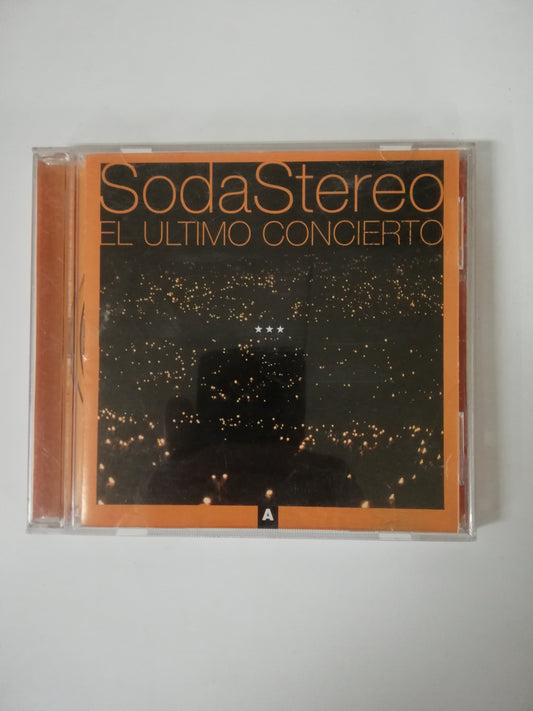 SodaStereo
EL ULTIMO CONCIERTO
★★★
A